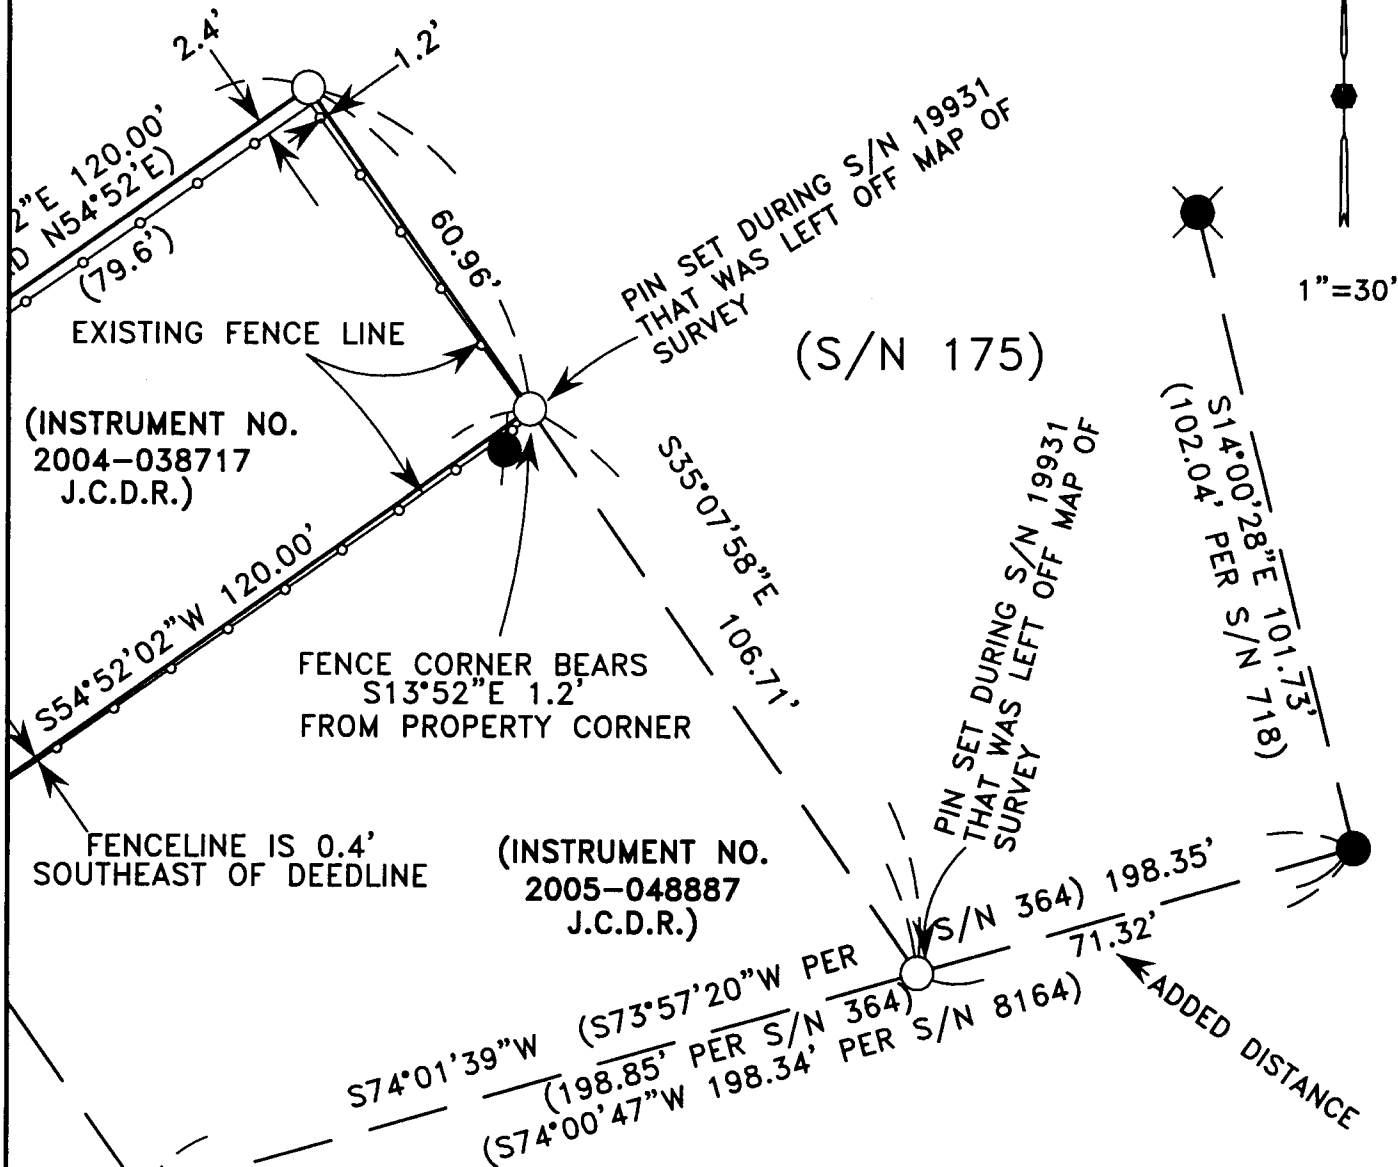 2.4'
1.2'
2"E 120.00'
D N54°52'E)
(79.6')
60.96'
PIN SET DURING S/N 19931
THAT WAS LEFT OFF MAP OF
SURVEY
1"=30'
EXISTING FENCE LINE
(S/N 175)
(INSTRUMENT NO.
2004-038717
J.C.D.R.)
S35°07'58"E 106.71'
S14°00'28"E 101.73'
(102.04' PER S/N 718)
S54°52'02"W 120.00'
FENCE CORNER BEARS
S13°52"E 1.2'
FROM PROPERTY CORNER
PIN SET DURING S/N 19931
THAT WAS LEFT OFF MAP OF
SURVEY
FENCELINE IS 0.4'
SOUTHEAST OF DEEDLINE
(INSTRUMENT NO.
2005-048887
J.C.D.R.)
S74°01'39"W (S73°57'20"W PER S/N 364) 198.35'
71.32'
(198.85' PER S/N 364)
(S74°00'47"W 198.34' PER S/N 8164)
ADDED DISTANCE